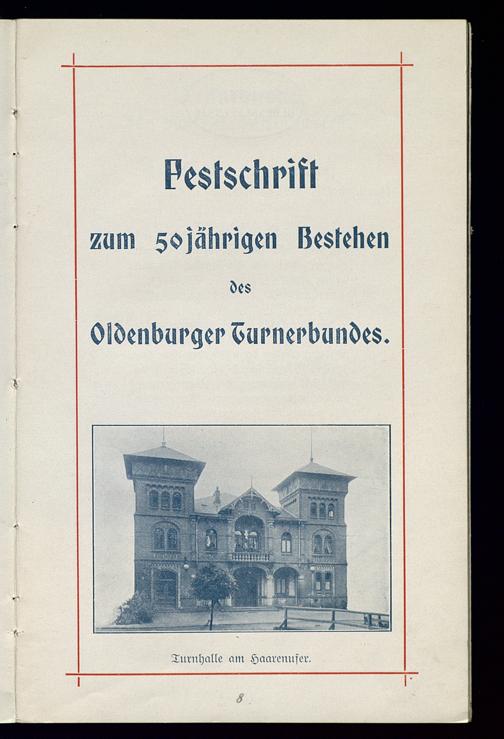 Festschrift
zum 50jährigen Bestehen
des
Oldenburger Turnerbundes.
Turnhalle am Haarenufer.
8